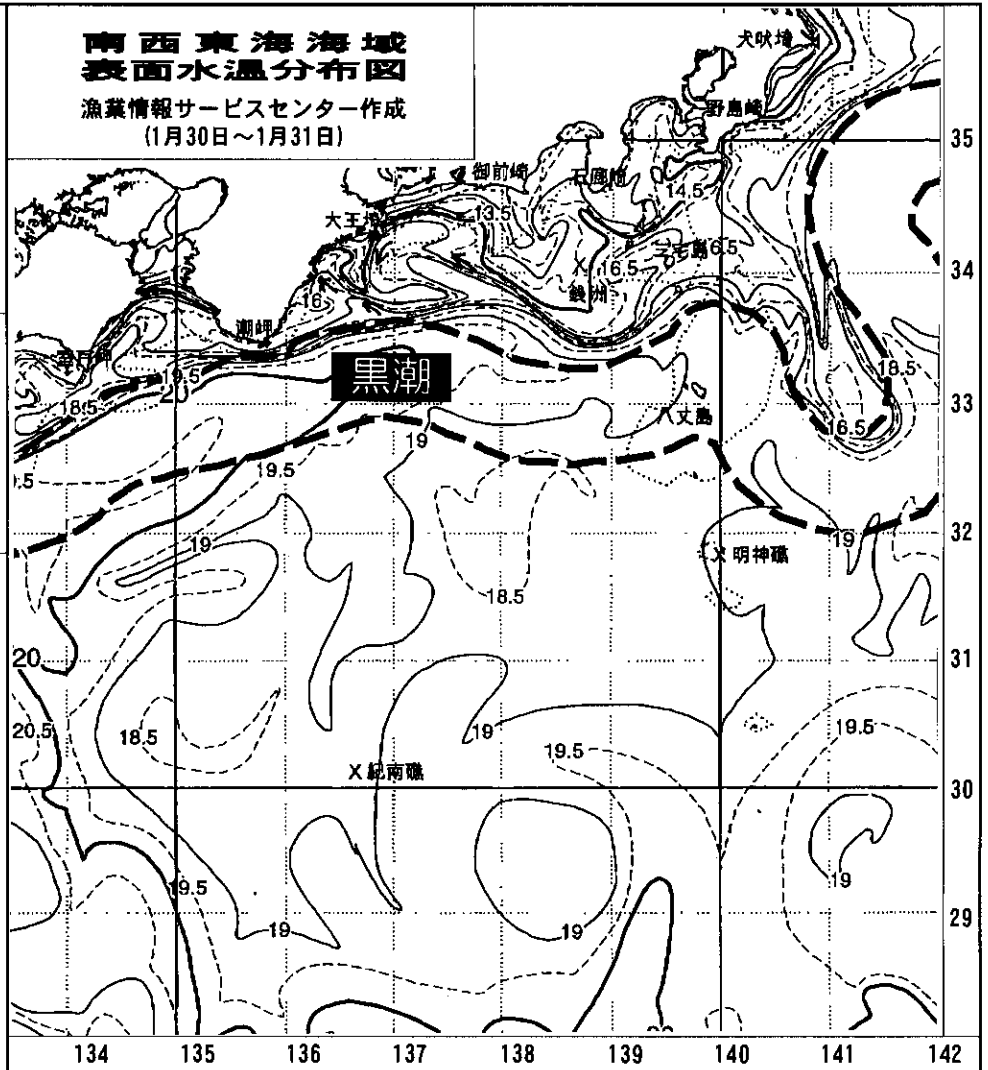 南西東海海域
表面水温分布図
漁業情報サービスセンター作成
(1月30日～1月31日)
犬吠埼
野島崎
35
御前崎
石廊崎
14.5
大王埼
13.5
三宅島
16.5
34
16.5
銭州
16
潮岬
室戸岬
黒潮
19.5
20
18.5
18.5
33
八丈島
16.5
19
19.5
32
19
19
明神礁
18.5
31
20
20.5
18.5
19
19.5
19.5
紀南礁
30
19.5
19
29
19
19
134
135
136
137
138
139
140
141
142